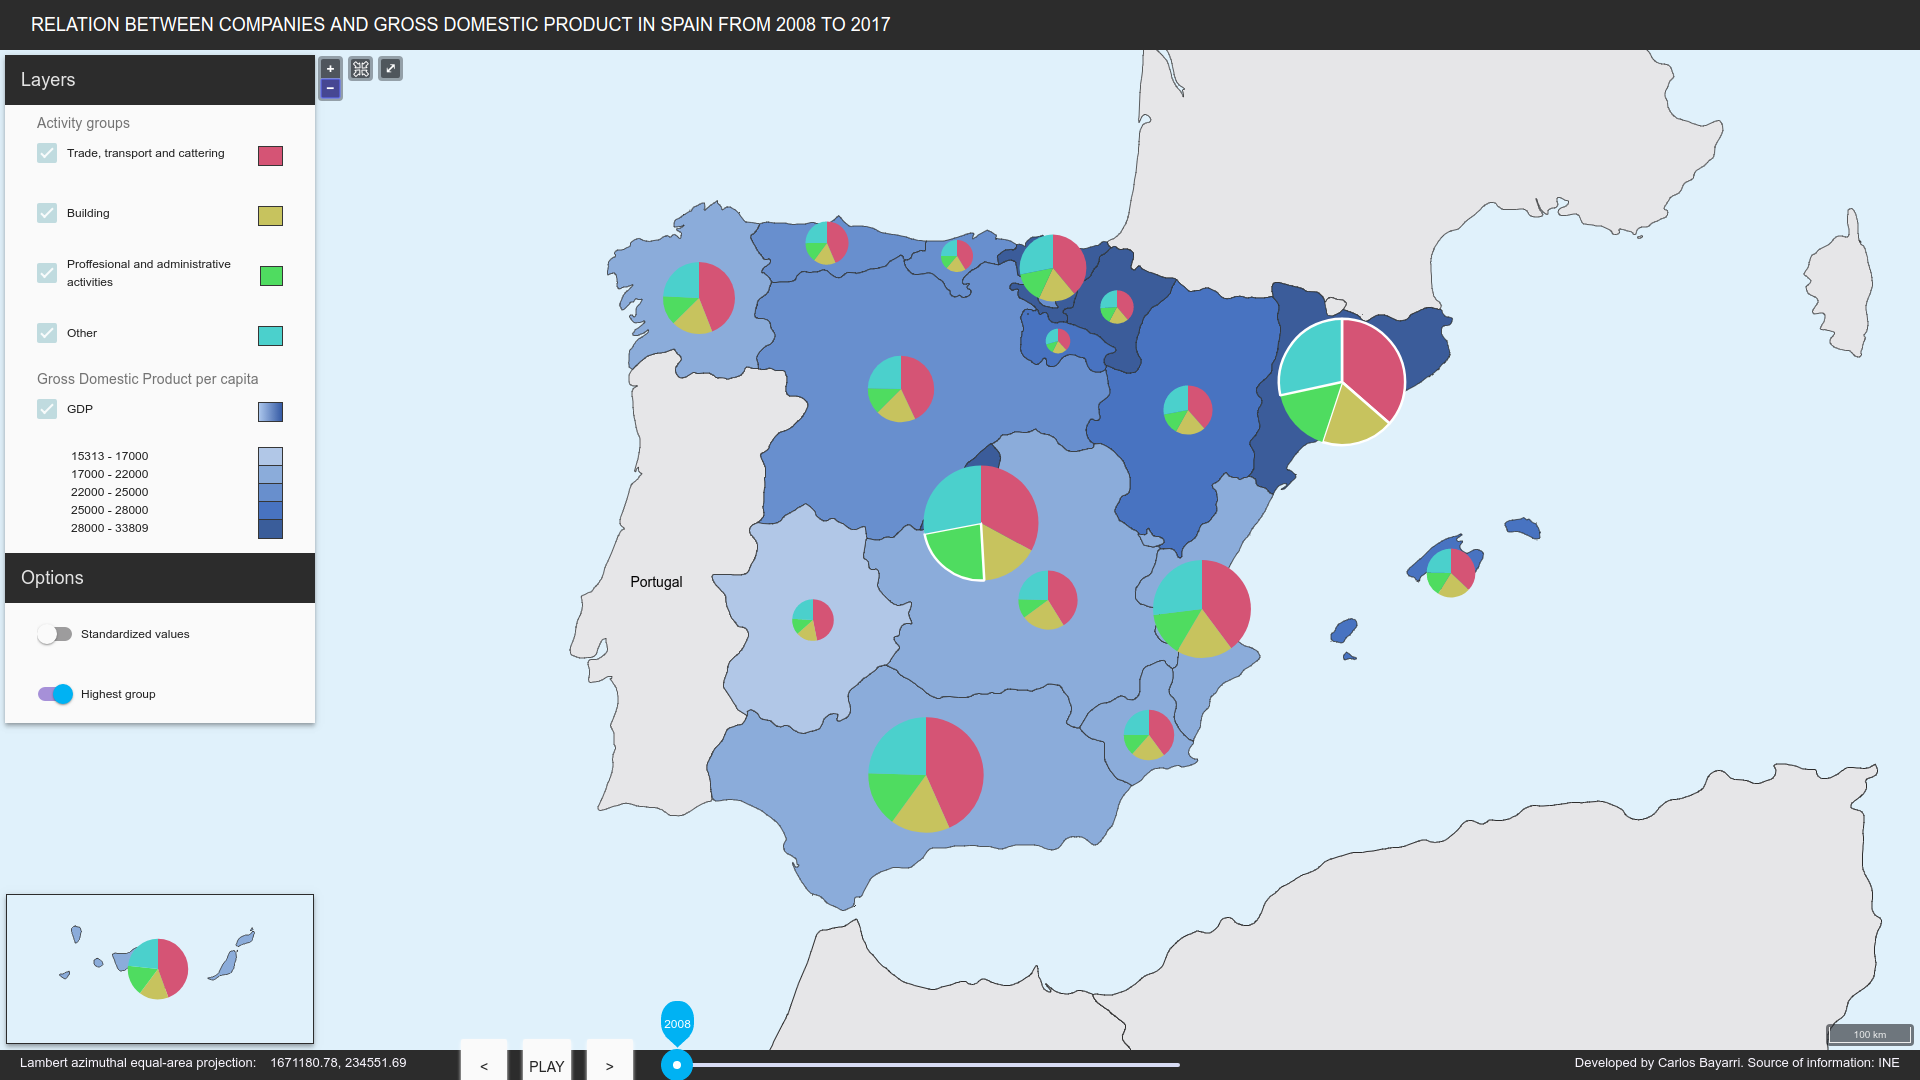 RELATION BETWEEN COMPANIES AND GROSS DOMESTIC PRODUCT IN SPAIN FROM 2008 TO 2017
Layers
Activity groups
Trade, transport and cattering
Building
Proffesional and administrative
activities
Other
Gross Domestic Product per capita
GDP
15313 - 17000
17000 - 22000
22000 - 25000
25000 - 28000
28000 - 33809
Options
Standardized values
Highest group
+
−
Portugal
2008
100 km
Lambert azimuthal equal-area projection: 1671180.78, 234551.69
< PLAY >
Developed by Carlos Bayarri. Source of information: INE